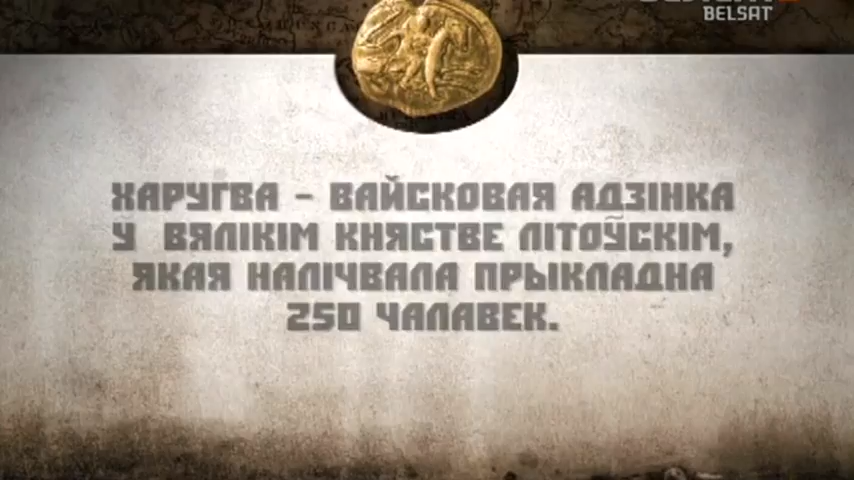 BELSAT
ХАРУГВА – ВАЙСКОВАЯ АДЗІНКА
Ў ВЯЛІКІМ КНЯСТВЕ ЛІТОЎСКІМ,
ЯКАЯ НАЛІЧВАЛА ПРЫКЛАДНА
250 ЧАЛАВЕК.